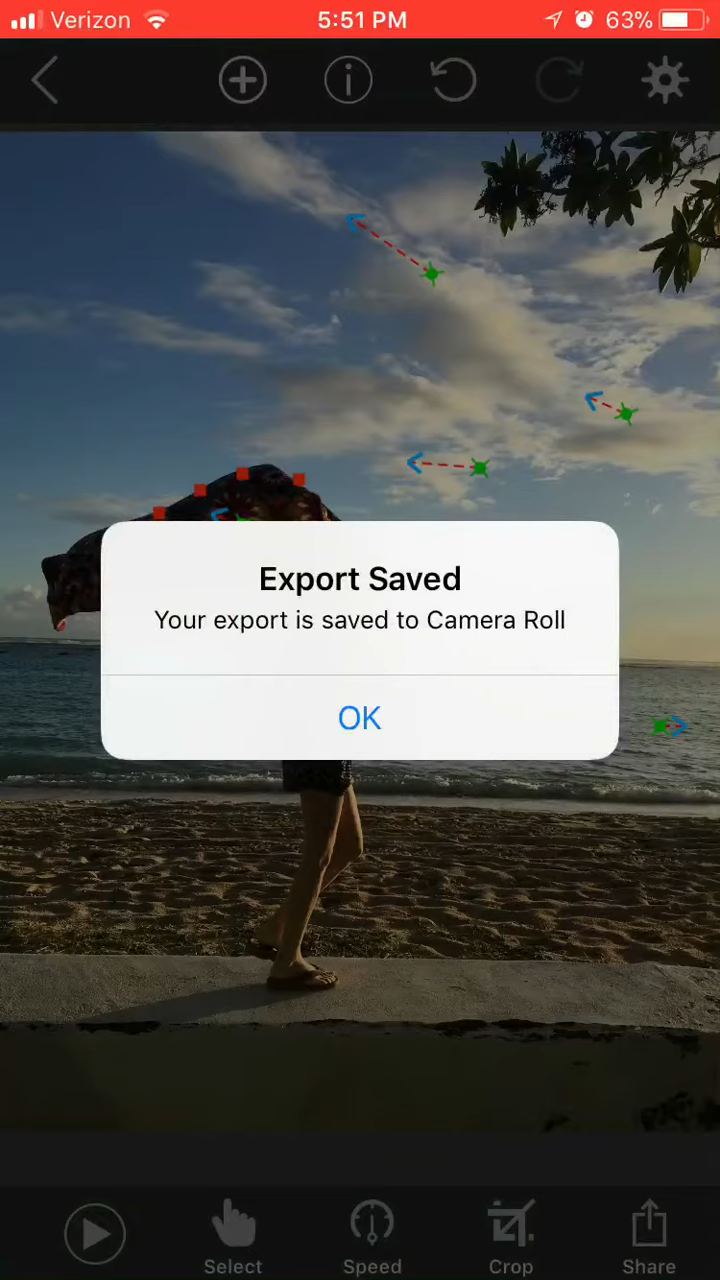 Verizon 5:51 PM 63%
Export Saved
Your export is saved to Camera Roll
OK
Select Speed Crop Share